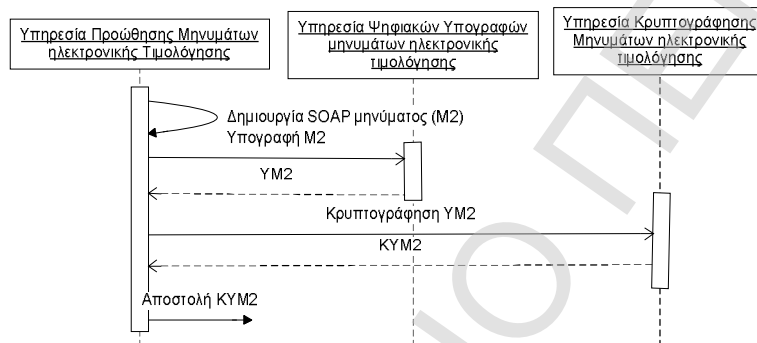 Υπηρεσία Προώθησης Μηνυμάτων
ηλεκτρονικής Τιμολόγησης
Υπηρεσία Ψηφιακών Υπογραφών
μηνυμάτων ηλεκτρονικής
τιμολόγησης
Υπηρεσία Κρυπτογράφησης
Μηνυμάτων ηλεκτρονικής
τιμολόγησης
Δημιουργία SOAP μηνύματος (Μ2)
Υπογραφή Μ2
ΥΜ2
Κρυπτογράφηση ΥΜ2
ΚΥΜ2
Αποστολή ΚΥΜ2